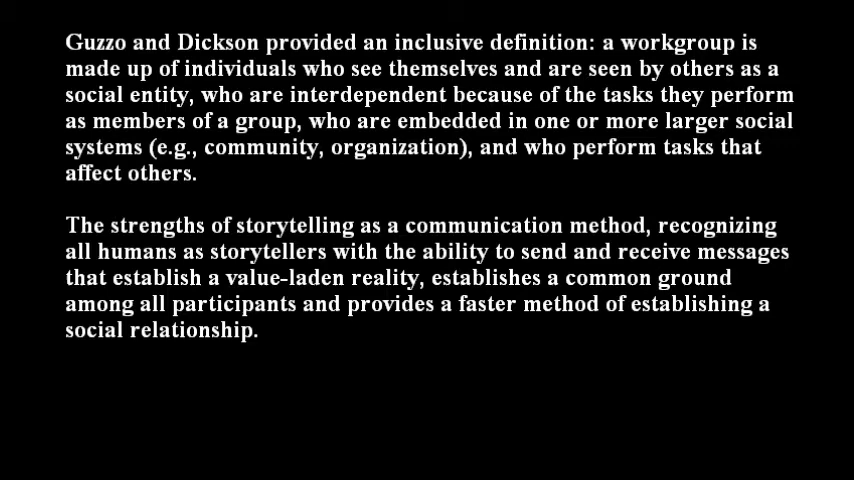 Guzzo and Dickson provided an inclusive definition: a workgroup is
made up of individuals who see themselves and are seen by others as a
social entity, who are interdependent because of the tasks they perform
as members of a group, who are embedded in one or more larger social
systems (e.g., community, organization), and who perform tasks that
affect others.
The strengths of storytelling as a communication method, recognizing
all humans as storytellers with the ability to send and receive messages
that establish a value-laden reality, establishes a common ground
among all participants and provides a faster method of establishing a
social relationship.